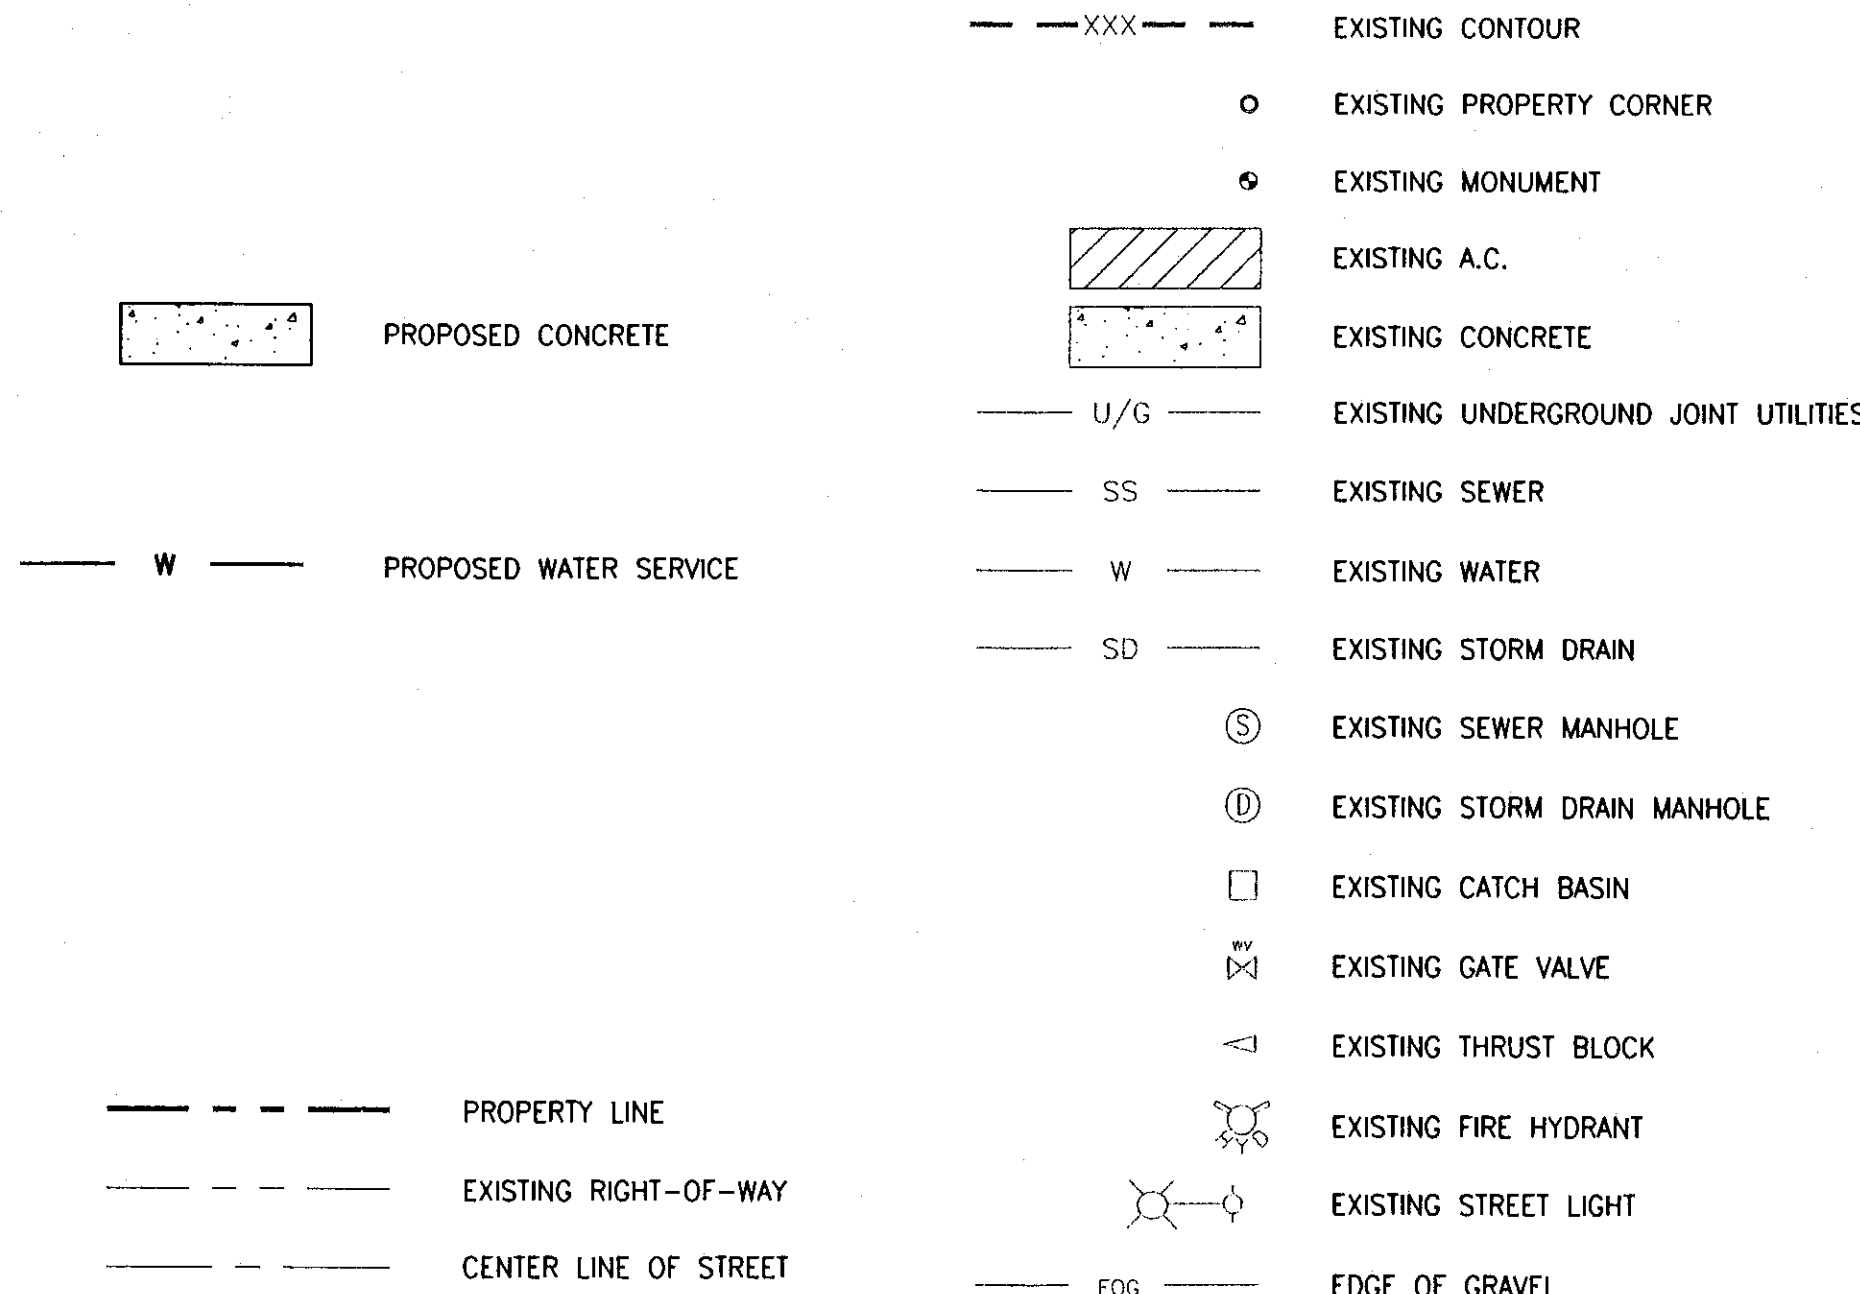 XXX EXISTING CONTOUR
EXISTING PROPERTY CORNER
EXISTING MONUMENT
EXISTING A.C.
PROPOSED CONCRETE
EXISTING CONCRETE
U/G EXISTING UNDERGROUND JOINT UTILITIES
SS EXISTING SEWER
W PROPOSED WATER SERVICE
W EXISTING WATER
SD EXISTING STORM DRAIN
S EXISTING SEWER MANHOLE
D EXISTING STORM DRAIN MANHOLE
EXISTING CATCH BASIN
WV EXISTING GATE VALVE
EXISTING THRUST BLOCK
PROPERTY LINE
HYD EXISTING FIRE HYDRANT
EXISTING RIGHT-OF-WAY
EXISTING STREET LIGHT
CENTER LINE OF STREET
EOG EDGE OF GRAVEL